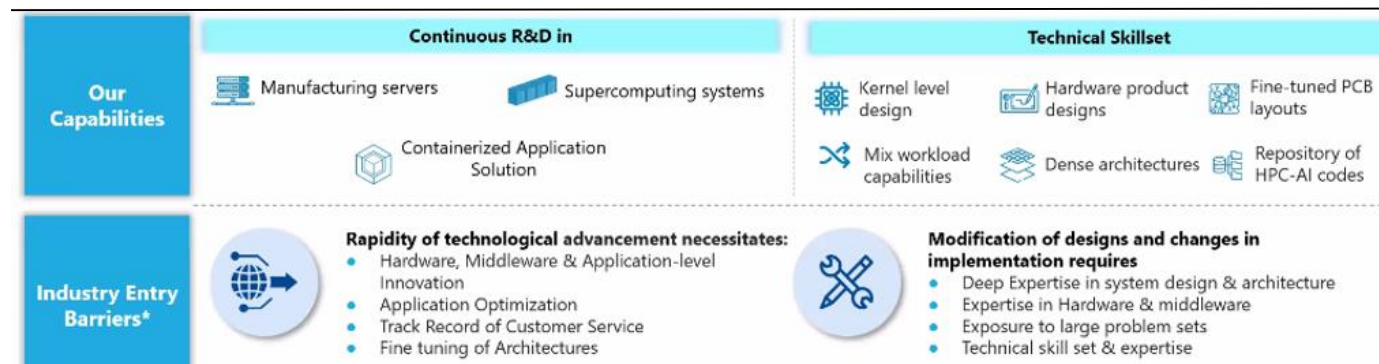 Our
Capabilities
Continuous R&D in
Manufacturing servers
Supercomputing systems
Containerized Application
Solution
Technical Skillset
Kernel level
design
Hardware product
designs
Fine-tuned PCB
layouts
Mix workload
capabilities
Dense architectures
Repository of
HPC-AI codes
Industry Entry
Barriers*
Rapidity of technological advancement necessitates:
Hardware, Middleware & Application-level
Innovation
Application Optimization
Track Record of Customer Service
Fine tuning of Architectures
Modification of designs and changes in
implementation requires
Deep Expertise in system design & architecture
Expertise in Hardware & middleware
Exposure to large problem sets
Technical skill set & expertise